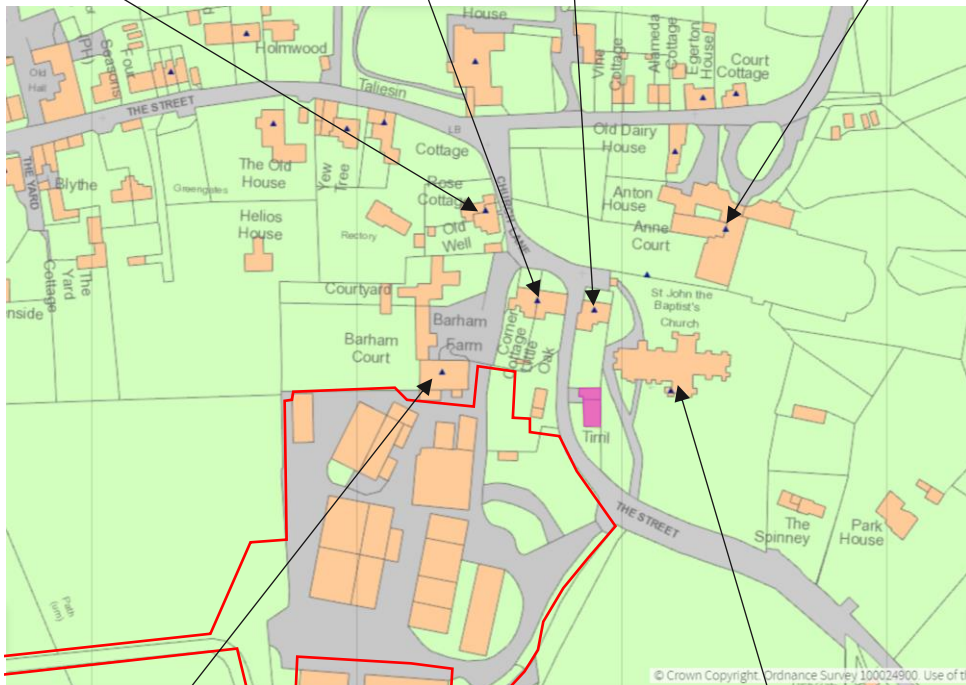 House
Holmwood
Four
Seasons
(PH)
Old
Hall
THE STREET
Taliesin
Vine
Cottage
Alameda
Cottage
Egerton
House
Court
Cottage
LB
Cottage
Old Dairy
House
THE YARD
Blythe
The Old
House
Greengates
Yew
Tree
Rose
Cottage
CHURCH LANE
Anton
House
Anne
Court
Helios
House
Rectory
Old
Well
The
Yard
Cottage
nside
Courtyard
Barham
Farm
Barham
Court
Corner
Cottage
Little
Oak
St John the
Baptist's
Church
Tirril
THE STREET
The
Spinney
Park
House
Path
(um)
© Crown Copyright. Ordnance Survey 100024900. Use of th